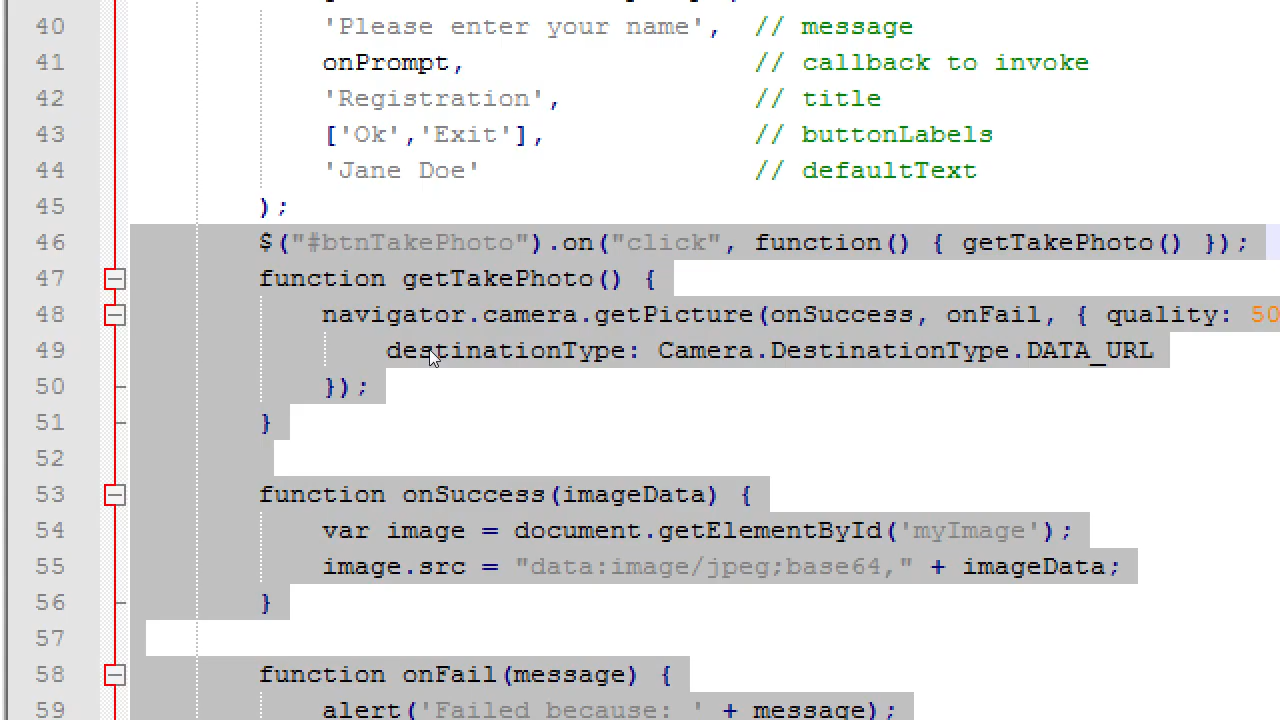 40 'Please enter your name', // message
41 onPrompt, // callback to invoke
42 'Registration', // title
43 ['Ok','Exit'], // buttonLabels
44 'Jane Doe' // defaultText
45 );
46 $("#btnTakePhoto").on("click", function() { getTakePhoto() });
47 function getTakePhoto() {
48 navigator.camera.getPicture(onSuccess, onFail, { quality: 50
49 destinationType: Camera.DestinationType.DATA_URL
50 });
51 }
52
53 function onSuccess(imageData) {
54 var image = document.getElementById('myImage');
55 image.src = "data:image/jpeg;base64," + imageData;
56 }
57
58 function onFail(message) {
59 alert('Failed because: ' + message);